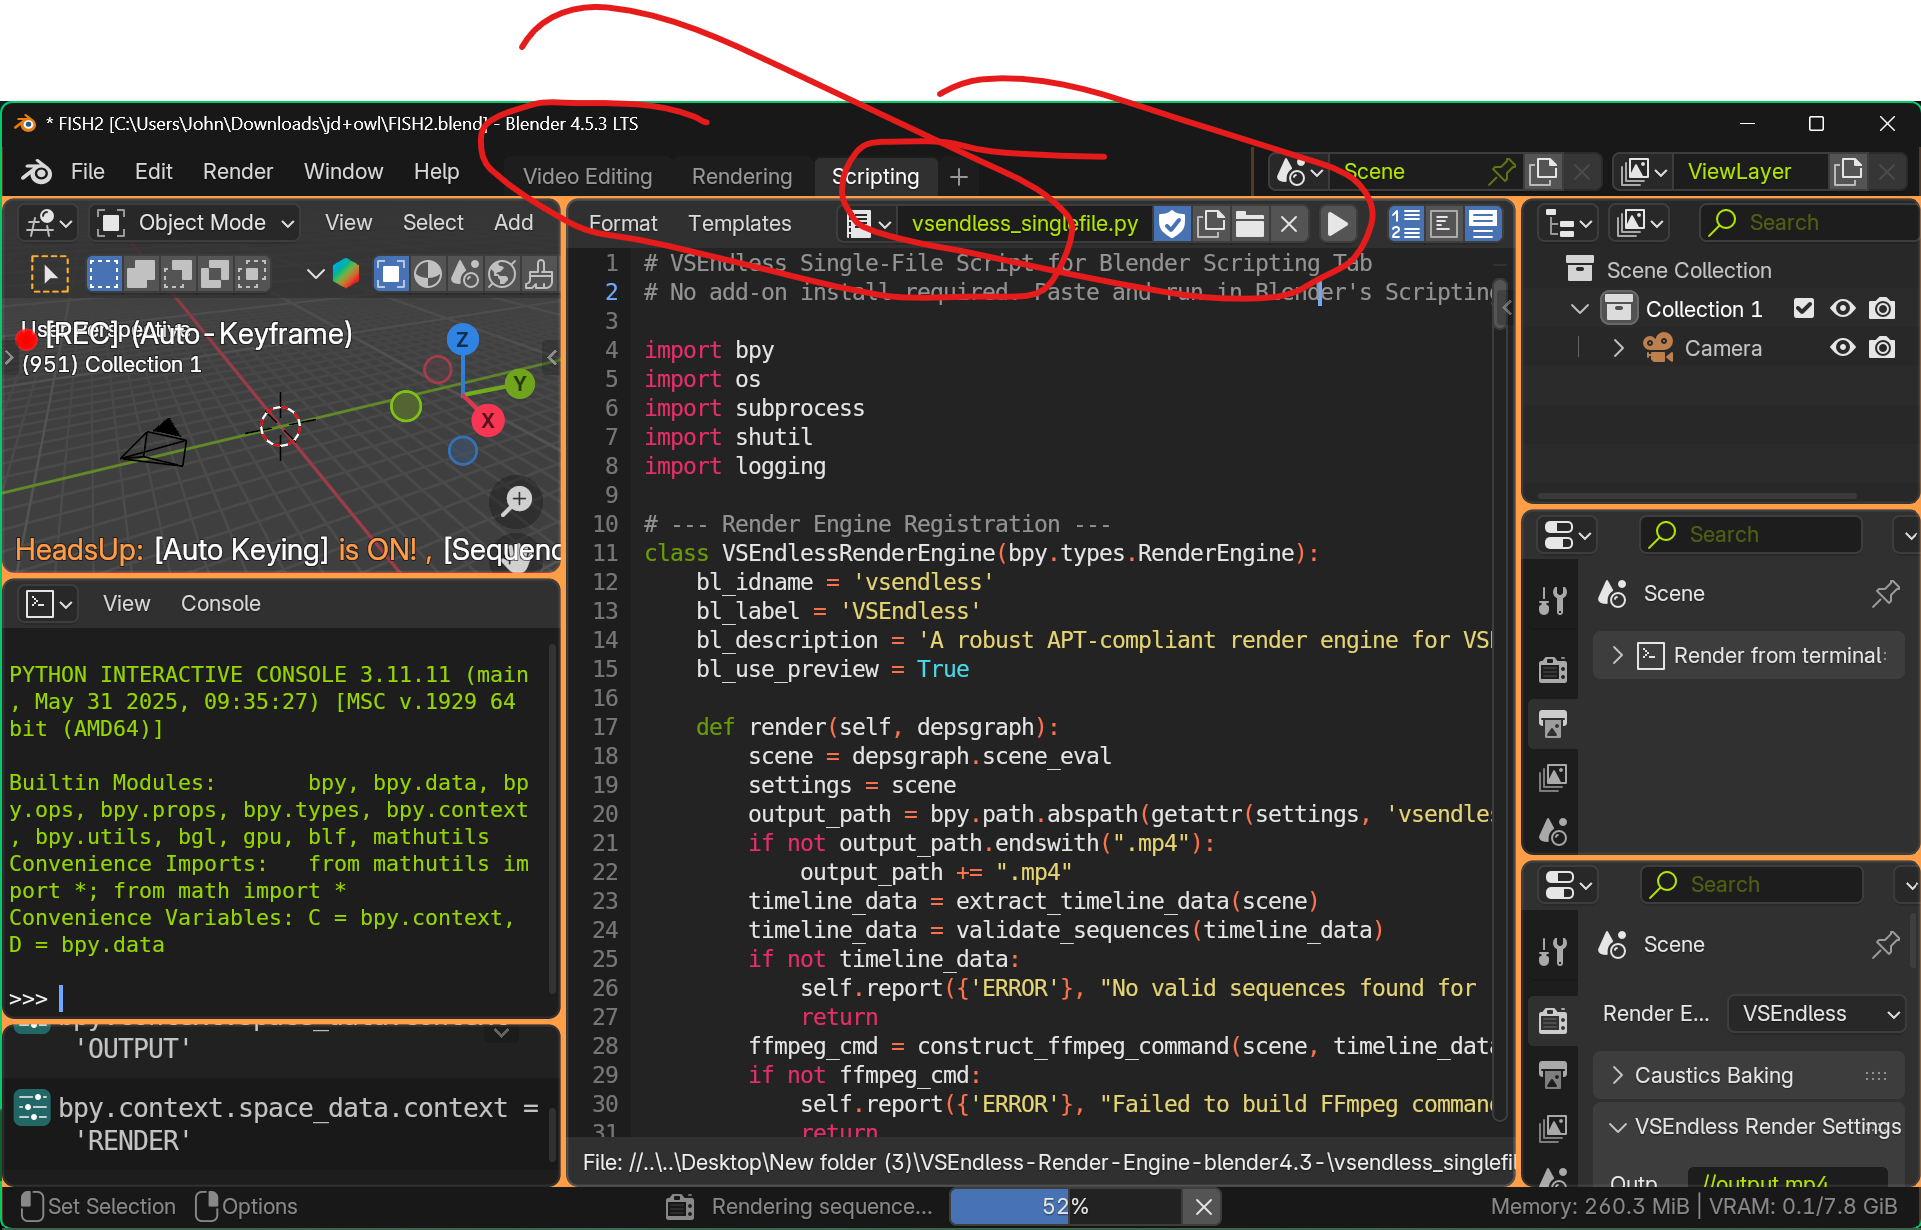 * FISH2 [C:\Users\John\Downloads\jd+owl\FISH2.blend] - Blender 4.5.3 LTS
File Edit Render Window Help Video Editing Rendering Scripting + Scene ViewLayer
Object Mode View Select Add
Format Templates vsendless_singlefile.py
Search
[REC] (Auto-Keyframe)
(951) Collection 1
Z
Y
X
HeadsUp: [Auto Keying] is ON! , [Sequenc
View Console
PYTHON INTERACTIVE CONSOLE 3.11.11 (main
, May 31 2025, 09:35:27) [MSC v.1929 64
bit (AMD64)]
Builtin Modules: bpy, bpy.data, bp
y.ops, bpy.props, bpy.types, bpy.context
, bpy.utils, bgl, gpu, blf, mathutils
Convenience Imports: from mathutils im
port *; from math import *
Convenience Variables: C = bpy.context,
D = bpy.data
>>>
bpy.context.space_data.context
'OUTPUT'
bpy.context.space_data.context =
'RENDER'
1 # VSEndless Single-File Script for Blender Scripting Tab
2 # No add-on install required. Paste and run in Blender's Scripting
3
4 import bpy
5 import os
6 import subprocess
7 import shutil
8 import logging
9
10 # --- Render Engine Registration ---
11 class VSEndlessRenderEngine(bpy.types.RenderEngine):
12 bl_idname = 'vsendless'
13 bl_label = 'VSEndless'
14 bl_description = 'A robust APT-compliant render engine for VSE
15 bl_use_preview = True
16
17 def render(self, depsgraph):
18 scene = depsgraph.scene_eval
19 settings = scene
20 output_path = bpy.path.abspath(getattr(settings, 'vsendles
21 if not output_path.endswith(".mp4"):
22 output_path += ".mp4"
23 timeline_data = extract_timeline_data(scene)
24 timeline_data = validate_sequences(timeline_data)
25 if not timeline_data:
26 self.report({'ERROR'}, "No valid sequences found for
27 return
28 ffmpeg_cmd = construct_ffmpeg_command(scene, timeline_data
29 if not ffmpeg_cmd:
30 self.report({'ERROR'}, "Failed to build FFmpeg command
31 return
File: //..\..\Desktop\New folder (3)\VSEndless-Render-Engine-blender4.3-\vsendless_singlefil
Scene Collection
Collection 1
Camera
Search
Scene
Render from terminal
Search
Scene
Render E... VSEndless
Caustics Baking
VSEndless Render Settings
Outp //output.mp4
Set Selection Options Rendering sequence... 52% Memory: 260.3 MiB | VRAM: 0.1/7.8 GiB